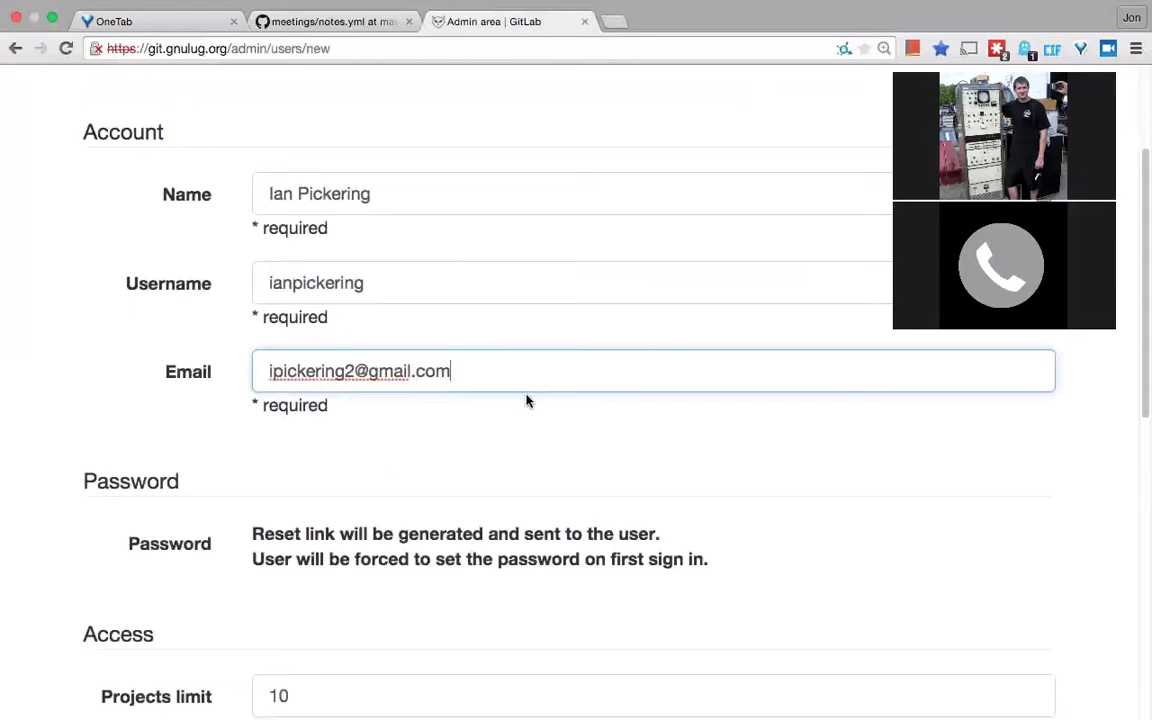 OneTab
meetings/notes.yml at ma
Admin area | GitLab
Jon
https://git.gnulug.org/admin/users/new
2
1
CIF
Account
Name
Ian Pickering
* required
Username
ianpickering
* required
Email
ipickering2@gmail.com
* required
Password
Password
Reset link will be generated and sent to the user.
User will be forced to set the password on first sign in.
Access
Projects limit
10